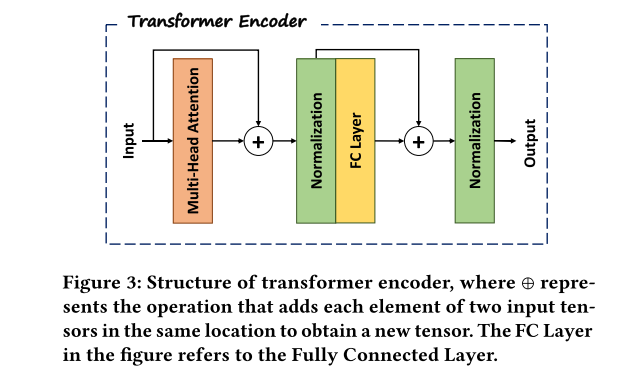 Transformer Encoder
Input
Multi-Head Attention
+
Normalization
FC Layer
+
Normalization
Output
Figure 3: Structure of transformer encoder, where ⊕ repre-
sents the operation that adds each element of two input ten-
sors in the same location to obtain a new tensor. The FC Layer
in the figure refers to the Fully Connected Layer.